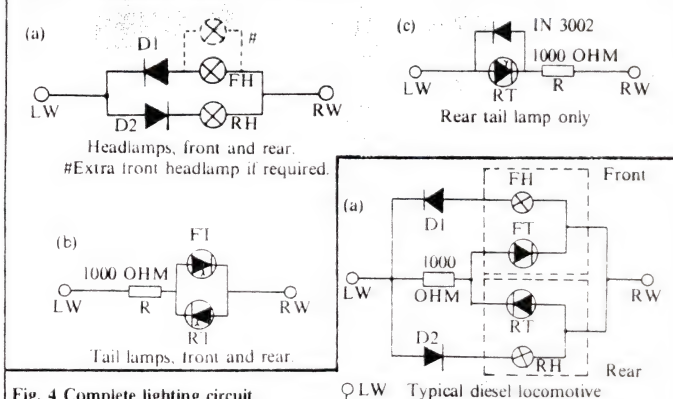 (a)
#
D1
FH
LW
RW
D2
RH
Headlamps, front and rear.
#Extra front headlamp if required.
(b)
FT
1000 OHM
LW
R
RW
RT
Tail lamps, front and rear.
(c)
IN 3002
1000 OHM
LW
RT
R
RW
Rear tail lamp only
(a)
FH
Front
D1
FT
1000
LW
OHM
RW
RT
D2
RH
Rear
Fig. 4 Complete lighting circuit
LW Typical diesel locomotive